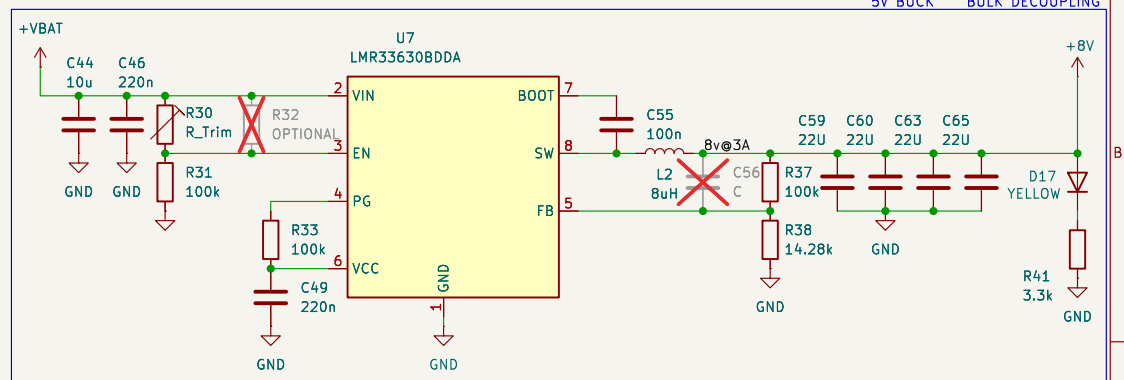 5V BUCK BULK DECOUPLING
+VBAT
U7
LMR33630BDDA
+8V
C44
10u
C46
220n
2
VIN
BOOT
7
R30
R_Trim
R32
OPTIONAL
C55
100n
C59
22U
C60
22U
C63
22U
C65
22U
3
EN
SW
8
8v@3A
B
GND
GND
R31
100k
L2
8uH
C56
C
R37
100k
D17
YELLOW
4
PG
FB
5
R33
100k
R38
14.28k
GND
6
VCC
GND
1
C49
220n
R41
3.3k
GND
GND
GND
GND